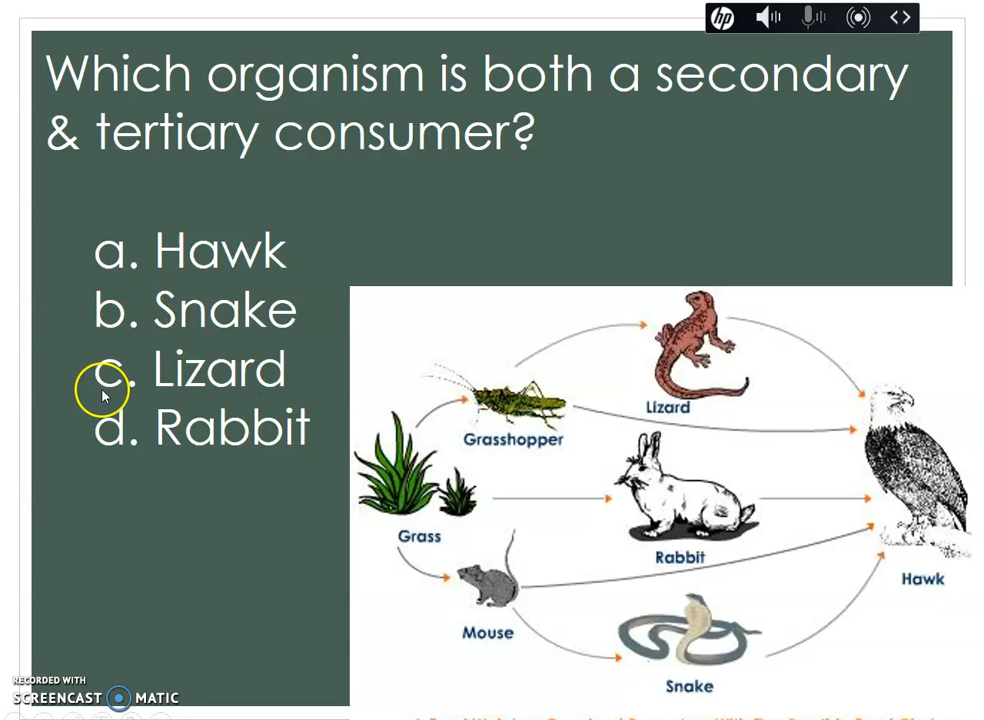 hp
Which organism is both a secondary
& tertiary consumer?
a. Hawk
b. Snake
c. Lizard
d. Rabbit
Lizard
Grasshopper
Grass
Rabbit
Hawk
Mouse
Snake
RECORDED WITH
SCREENCAST MATIC